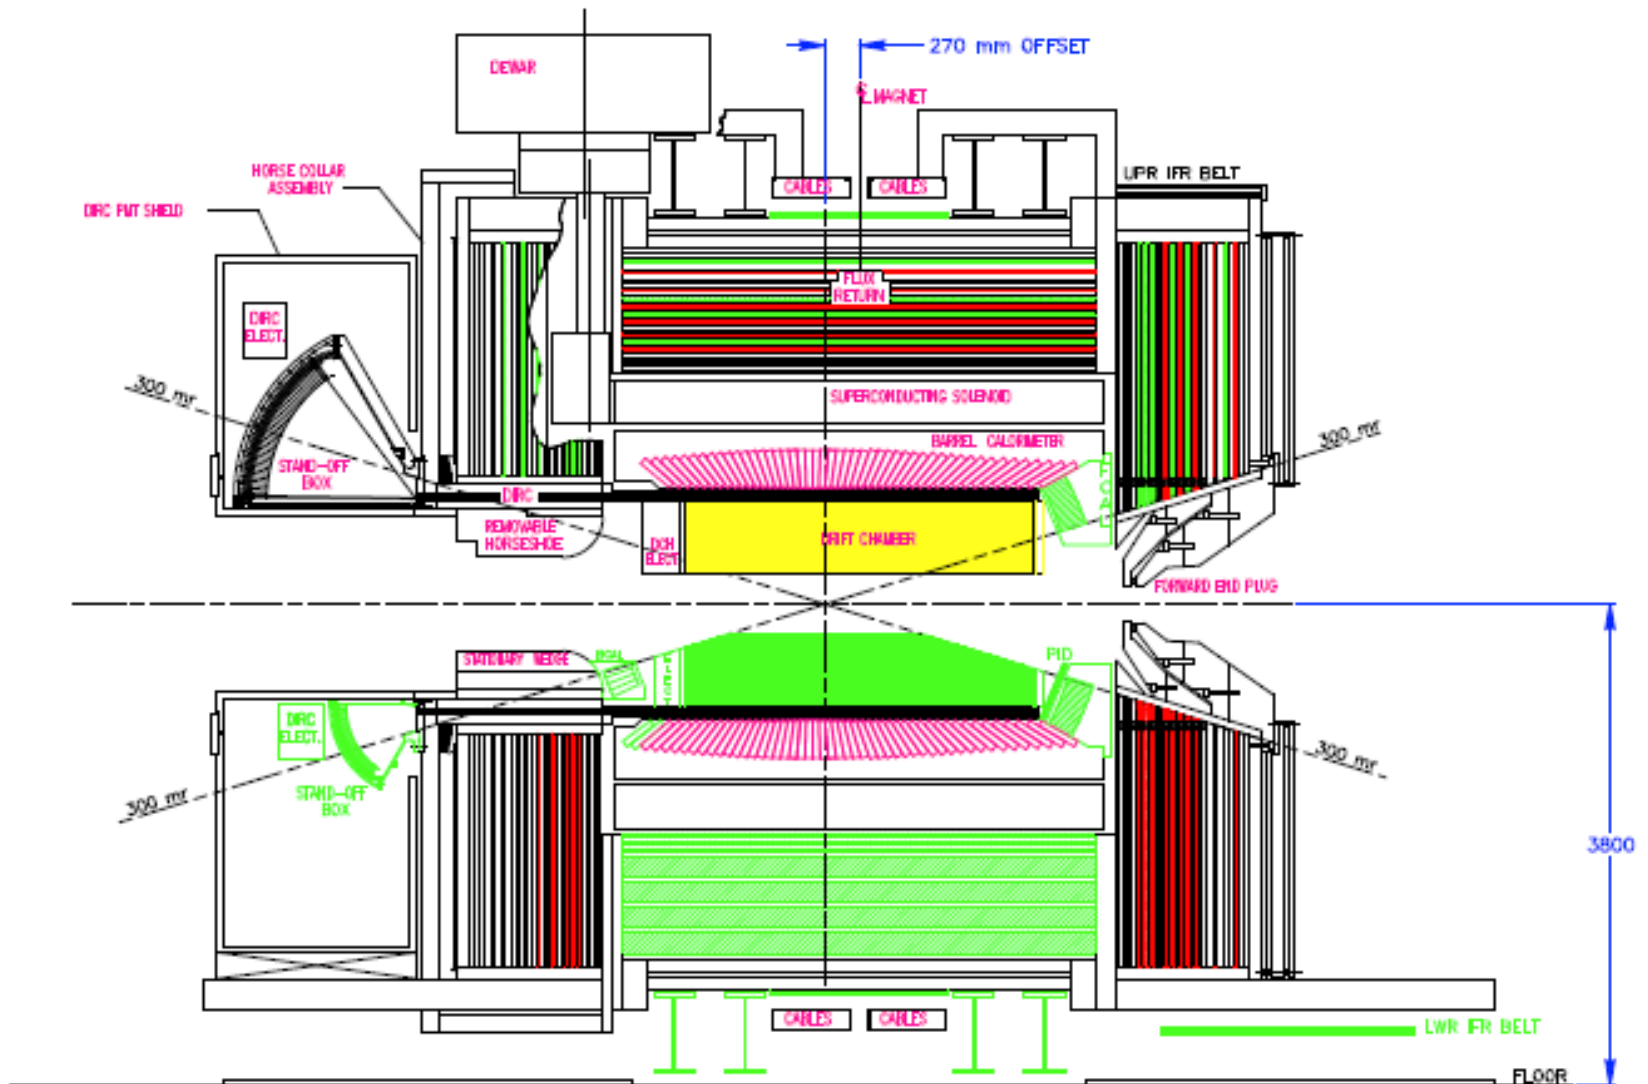 270 mm OFFSET
DEWAR
℄ MAGNET
HORSE COLLAR
ASSEMBLY
CABLES
CABLES
UPR IFR BELT
DIRC PMT SHIELD
FLUX
RETURN
DIRC
ELECT.
300 mr
SUPERCONDUCTING SOLENOID
300 mr
BARREL CALORIMETER
STAND-OFF
BOX
DIRC
REMOVABLE
HORSESHOE
DCH
ELECT
DRIFT CHAMBER
FORWARD END PLUG
STATIONARY WEDGE
PID
DIRC
ELECT.
STAND-OFF
BOX
300 mr
300 mr
3800
CABLES
CABLES
LWR IFR BELT
FLOOR